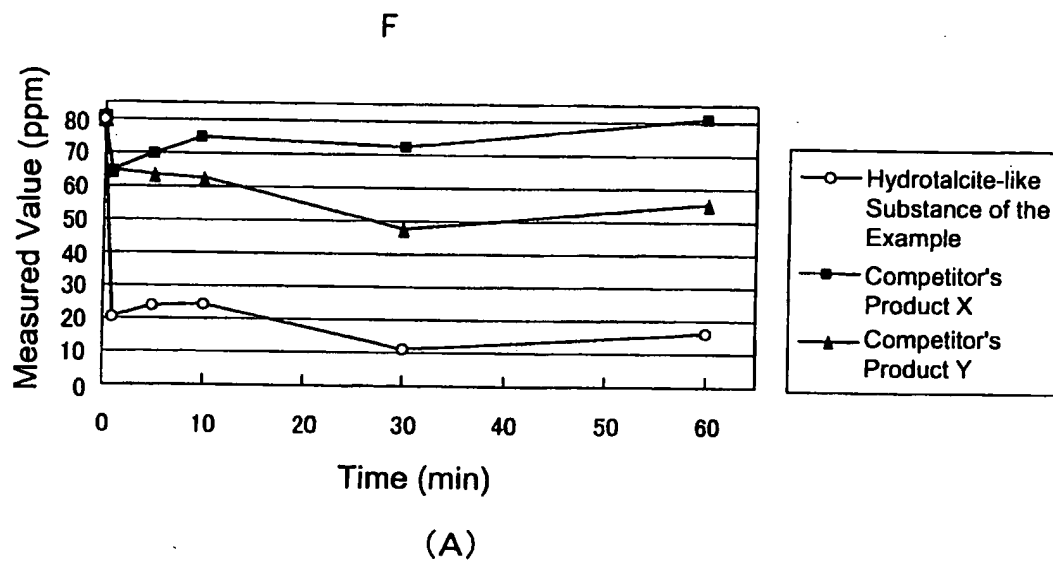 F
Measured Value (ppm)
80
70
60
50
40
30
20
10
0
0 10 20 30 40 50 60
Time (min)
Hydrotalcite-like
Substance of the
Example
Competitor's
Product X
Competitor's
Product Y
(A)